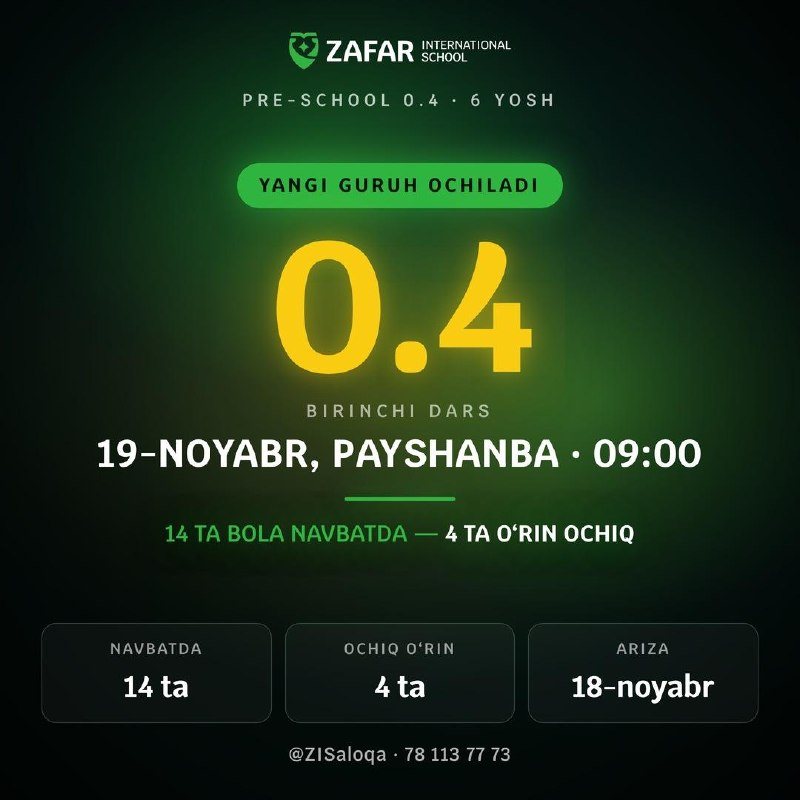 ZAFAR INTERNATIONAL SCHOOL
PRE-SCHOOL 0.4 · 6 YOSH
YANGI GURUH OCHILADI
0.4
BIRINCHI DARS
19-NOYABR, PAYSHANBA · 09:00
14 TA BOLA NAVBATDA — 4 TA O‘RIN OCHIQ
NAVBATDA
14 ta
OCHIQ O‘RIN
4 ta
ARIZA
18-noyabr
@ZISaloqa · 78 113 77 73